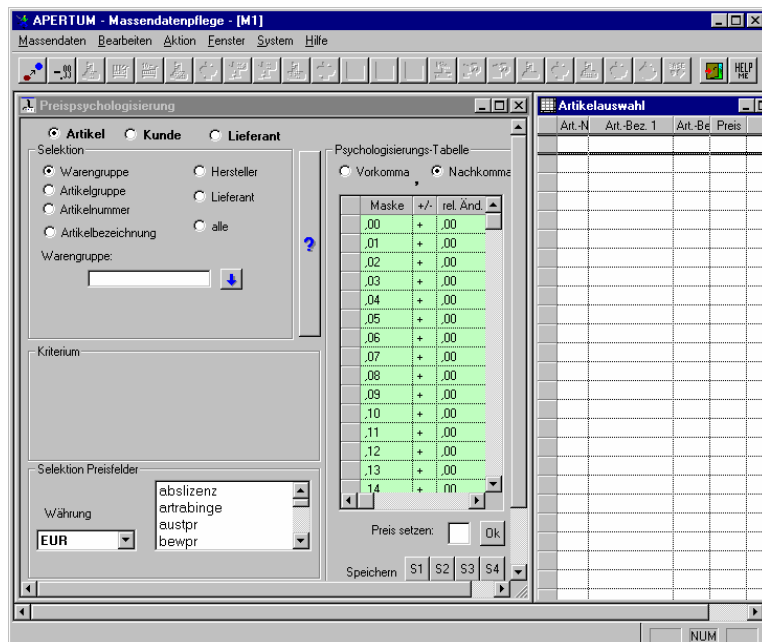 APERTUM - Massendatenpflege - [M1]
Massendaten Bearbeiten Aktion Fenster System Hilfe
-,99 HELP ME
Preispsychologisierung
Artikel Kunde Lieferant
Selektion
Warengruppe Hersteller
Artikelgruppe Lieferant
Artikelnummer
Artikelbezeichnung alle
Warengruppe:
?
Kriterium
Selektion Preisfelder
Währung
EUR
abslizenz
artrabinge
austpr
bewpr
Psychologisierungs-Tabelle
Vorkomma , Nachkomma
Maske +/- rel. Änd.
,00 + ,00
,01 + ,00
,02 + ,00
,03 + ,00
,04 + ,00
,05 + ,00
,06 + ,00
,07 + ,00
,08 + ,00
,09 + ,00
,10 + ,00
,11 + ,00
,12 + ,00
,13 + ,00
,14 + ,00
Preis setzen: Ok
Speichern S1 S2 S3 S4
Artikelauswahl
Art.-N Art.-Bez. 1 Art.-Be Preis
NUM